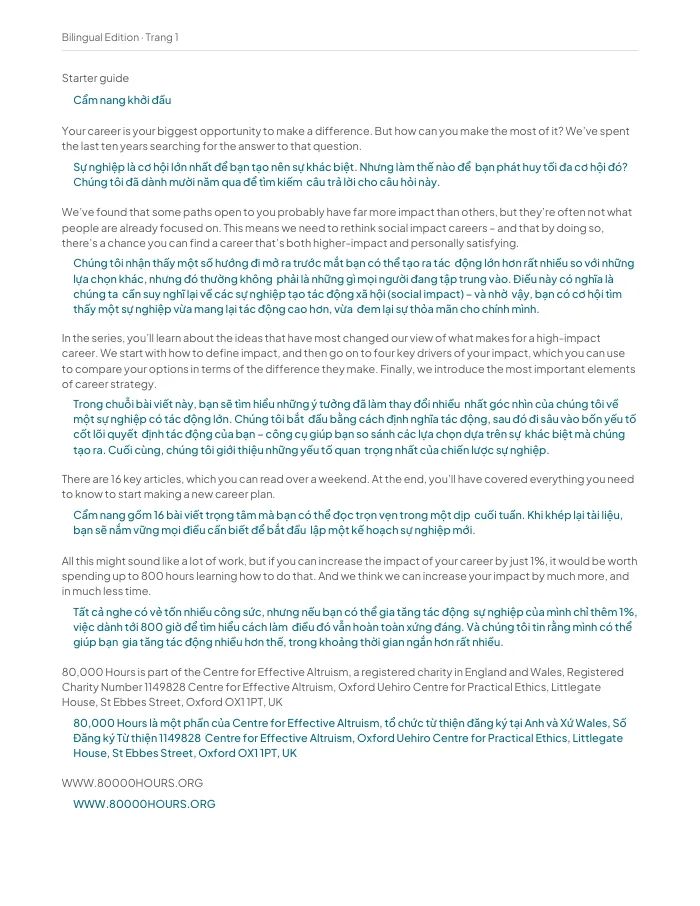 Bilingual Edition · Trang 1
Starter guide
Cẩm nang khởi đầu
Your career is your biggest opportunity to make a difference. But how can you make the most of it? We've spent
the last ten years searching for the answer to that question.
Sự nghiệp là cơ hội lớn nhất để bạn tạo nên sự khác biệt. Nhưng làm thế nào để bạn phát huy tối đa cơ hội đó?
Chúng tôi đã dành mười năm qua để tìm kiếm câu trả lời cho câu hỏi này.
We've found that some paths open to you probably have far more impact than others, but they're often not what
people are already focused on. This means we need to rethink social impact careers – and that by doing so,
there's a chance you can find a career that's both higher-impact and personally satisfying.
Chúng tôi nhận thấy một số hướng đi mở ra trước mắt bạn có thể tạo ra tác động lớn hơn rất nhiều so với những
lựa chọn khác, nhưng đó thường không phải là những gì mọi người đang tập trung vào. Điều này có nghĩa là
chúng ta cần suy nghĩ lại về các sự nghiệp tạo tác động xã hội (social impact) – và nhờ vậy, bạn có cơ hội tìm
thấy một sự nghiệp vừa mang lại tác động cao hơn, vừa đem lại sự thỏa mãn cho chính mình.
In the series, you'll learn about the ideas that have most changed our view of what makes for a high-impact
career. We start with how to define impact, and then go on to four key drivers of your impact, which you can use
to compare your options in terms of the difference they make. Finally, we introduce the most important elements
of career strategy.
Trong chuỗi bài viết này, bạn sẽ tìm hiểu những ý tưởng đã làm thay đổi nhiều nhất góc nhìn của chúng tôi về
một sự nghiệp có tác động lớn. Chúng tôi bắt đầu bằng cách định nghĩa tác động, sau đó đi sâu vào bốn yếu tố
cốt lõi quyết định tác động của bạn – công cụ giúp bạn so sánh các lựa chọn dựa trên sự khác biệt mà chúng
tạo ra. Cuối cùng, chúng tôi giới thiệu những yếu tố quan trọng nhất của chiến lược sự nghiệp.
There are 16 key articles, which you can read over a weekend. At the end, you'll have covered everything you need
to know to start making a new career plan.
Cẩm nang gồm 16 bài viết trọng tâm mà bạn có thể đọc trọn vẹn trong một dịp cuối tuần. Khi khép lại tài liệu,
bạn sẽ nắm vững mọi điều cần biết để bắt đầu lập một kế hoạch sự nghiệp mới.
All this might sound like a lot of work, but if you can increase the impact of your career by just 1%, it would be worth
spending up to 800 hours learning how to do that. And we think we can increase your impact by much more, and
in much less time.
Tất cả nghe có vẻ tốn nhiều công sức, nhưng nếu bạn có thể gia tăng tác động sự nghiệp của mình chỉ thêm 1%,
việc dành tới 800 giờ để tìm hiểu cách làm điều đó vẫn hoàn toàn xứng đáng. Và chúng tôi tin rằng mình có thể
giúp bạn gia tăng tác động nhiều hơn thế, trong khoảng thời gian ngắn hơn rất nhiều.
80,000 Hours is part of the Centre for Effective Altruism, a registered charity in England and Wales, Registered
Charity Number 1149828 Centre for Effective Altruism, Oxford Uehiro Centre for Practical Ethics, Littlegate
House, St Ebbes Street, Oxford OX1 1PT, UK
80,000 Hours là một phần của Centre for Effective Altruism, tổ chức từ thiện đăng ký tại Anh và Xứ Wales, Số
Đăng ký Từ thiện 1149828 Centre for Effective Altruism, Oxford Uehiro Centre for Practical Ethics, Littlegate
House, St Ebbes Street, Oxford OX1 1PT, UK
WWW.80000HOURS.ORG
WWW.80000HOURS.ORG